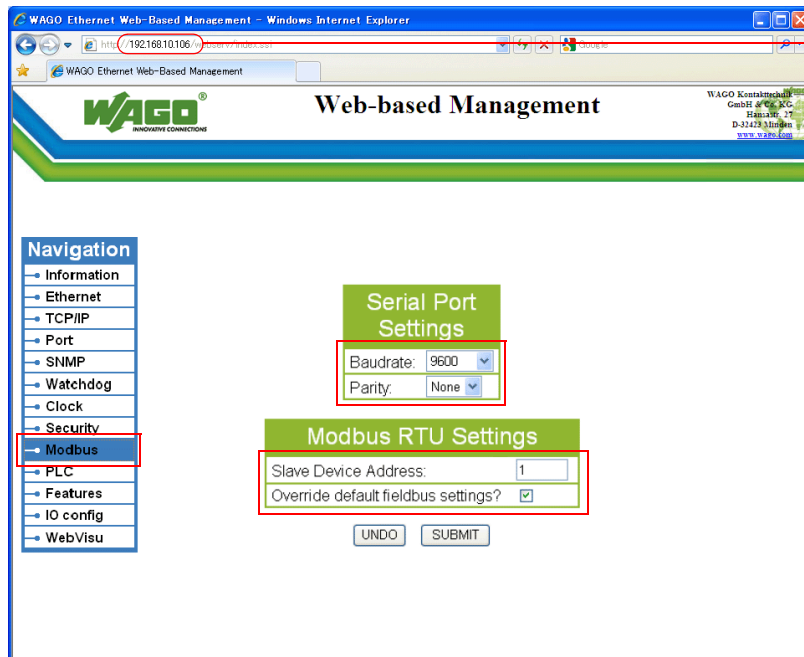 WAGO Ethernet Web-Based Management - Windows Internet Explorer
http://192.168.10.106/webserv/index.ssi
Google
WAGO Ethernet Web-Based Management
WAGO®
INNOVATIVE CONNECTIONS
Web-based Management
WAGO Kontakttechnik
GmbH & Co. KG
Hansastr. 27
D-32423 Minden
www.wago.com
Navigation
Information
Ethernet
TCP/IP
Port
SNMP
Watchdog
Clock
Security
Modbus
PLC
Features
IO config
WebVisu
Serial Port
Settings
Baudrate: 9600
Parity: None
Modbus RTU Settings
Slave Device Address: 1
Override default fieldbus settings?
UNDO SUBMIT